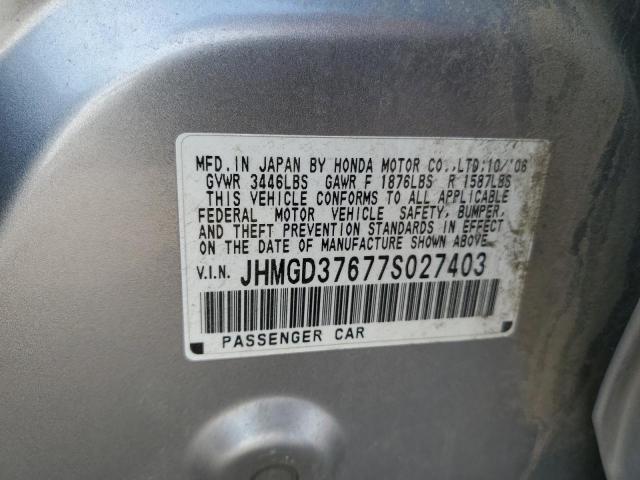 MFD. IN JAPAN BY HONDA MOTOR CO., LTD. 10/'06
GVWR 3446LBS GAWR F 1876LBS R 1587LBS
THIS VEHICLE CONFORMS TO ALL APPLICABLE
FEDERAL MOTOR VEHICLE SAFETY, BUMPER,
AND THEFT PREVENTION STANDARDS IN EFFECT
ON THE DATE OF MANUFACTURE SHOWN ABOVE.
V.I.N. JHMGD37677S027403
PASSENGER CAR